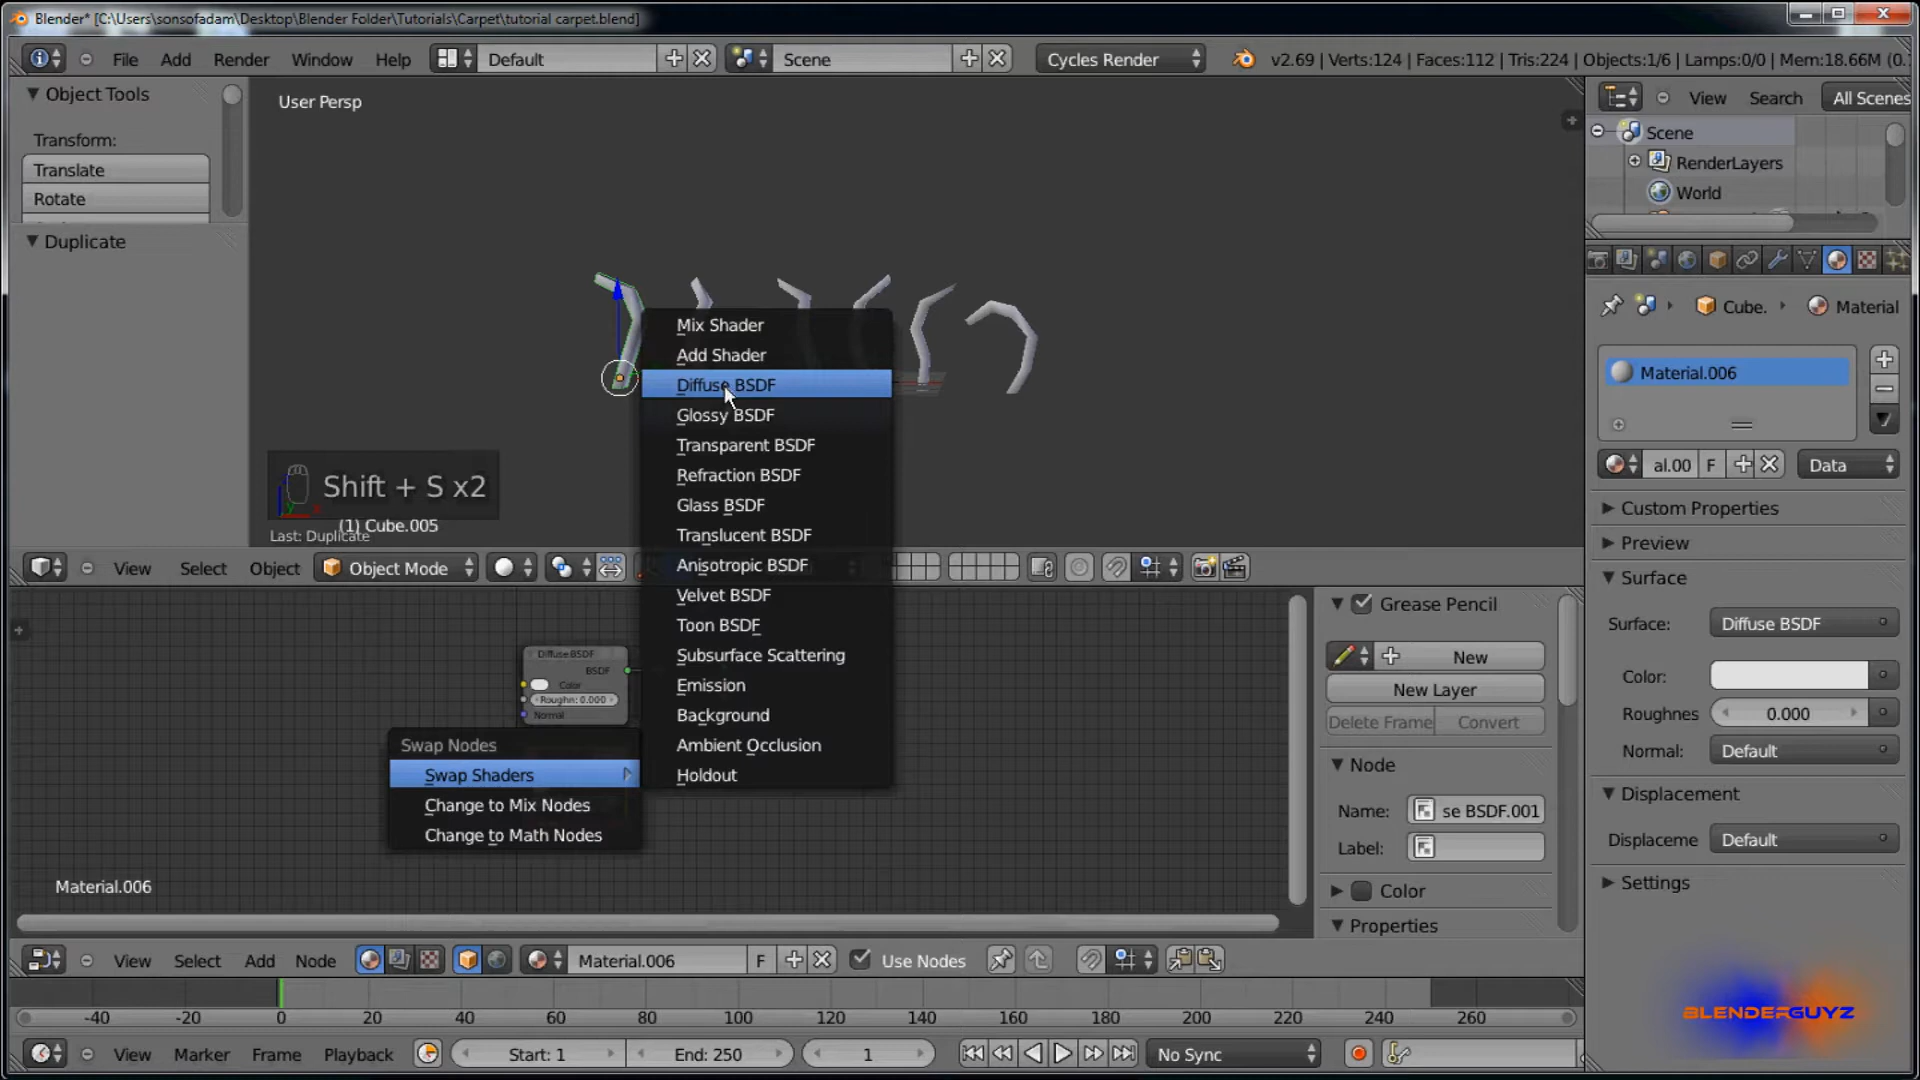 Blender* [C:\Users\sonsofadam\Desktop\Blender Folder\Tutorials\Carpet\tutorial carpet.blend]
File Add Render Window Help Default Scene Cycles Render v2.69 | Verts:124 | Faces:112 | Tris:224 | Objects:1/6 | Lamps:0/0 | Mem:18.66M (0.
Object Tools
Transform:
Translate
Rotate
Duplicate
User Persp
Shift + S x2
(1) Cube.005
Last: Duplicate
Mix Shader
Add Shader
Diffuse BSDF
Glossy BSDF
Transparent BSDF
Refraction BSDF
Glass BSDF
Translucent BSDF
Anisotropic BSDF
Velvet BSDF
Toon BSDF
Subsurface Scattering
Emission
Background
Ambient Occlusion
Holdout
View Select Object Object Mode
Diffuse BSDF
BSDF
Color
Roughn: 0.000
Normal
Swap Nodes
Swap Shaders
Change to Mix Nodes
Change to Math Nodes
Material.006
Grease Pencil
New
New Layer
Delete Frame Convert
Node
Name: se BSDF.001
Label:
Color
Properties
View Select Add Node Material.006 F Use Nodes
-40 -20 0 20 40 60 80 100 120 140 160 180 200 220 240 260
View Marker Frame Playback Start: 1 End: 250 1 No Sync
View Search All Scenes
Scene
RenderLayers
World
Cube. Material
Material.006
al.00 F Data
Custom Properties
Preview
Surface
Surface: Diffuse BSDF
Color:
Roughnes 0.000
Normal: Default
Displacement
Displaceme Default
Settings
BLENDERGUYZ